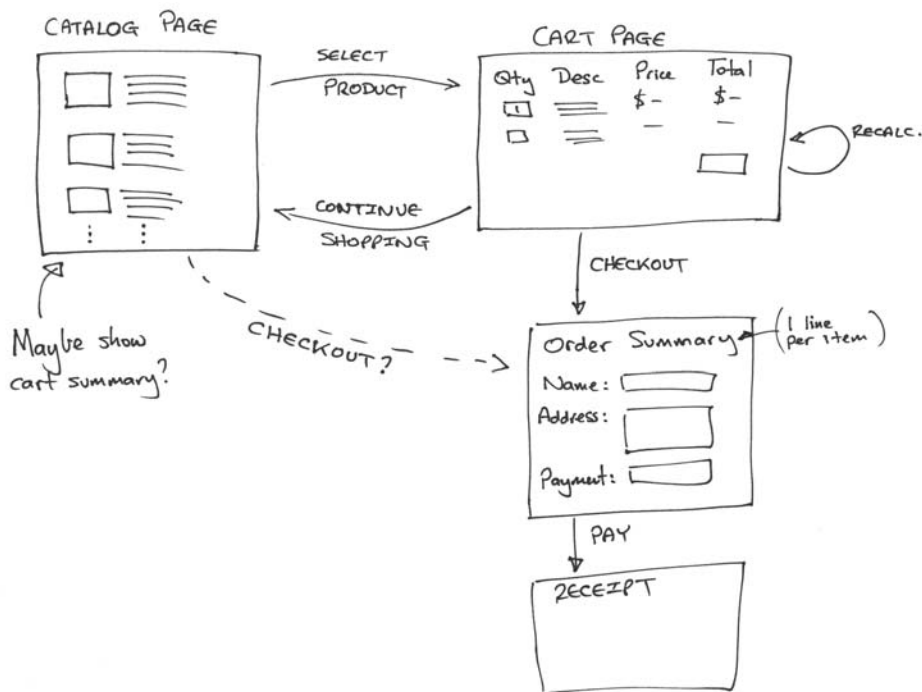 CATALOG PAGE
SELECT
PRODUCT
CART PAGE
Qty Desc Price Total
1 $- $-
RECALC.
CONTINUE
SHOPPING
CHECKOUT
Maybe show
cart summary?
CHECKOUT?
Order Summary
(1 line
per item)
Name:
Address:
Payment:
PAY
RECEIPT